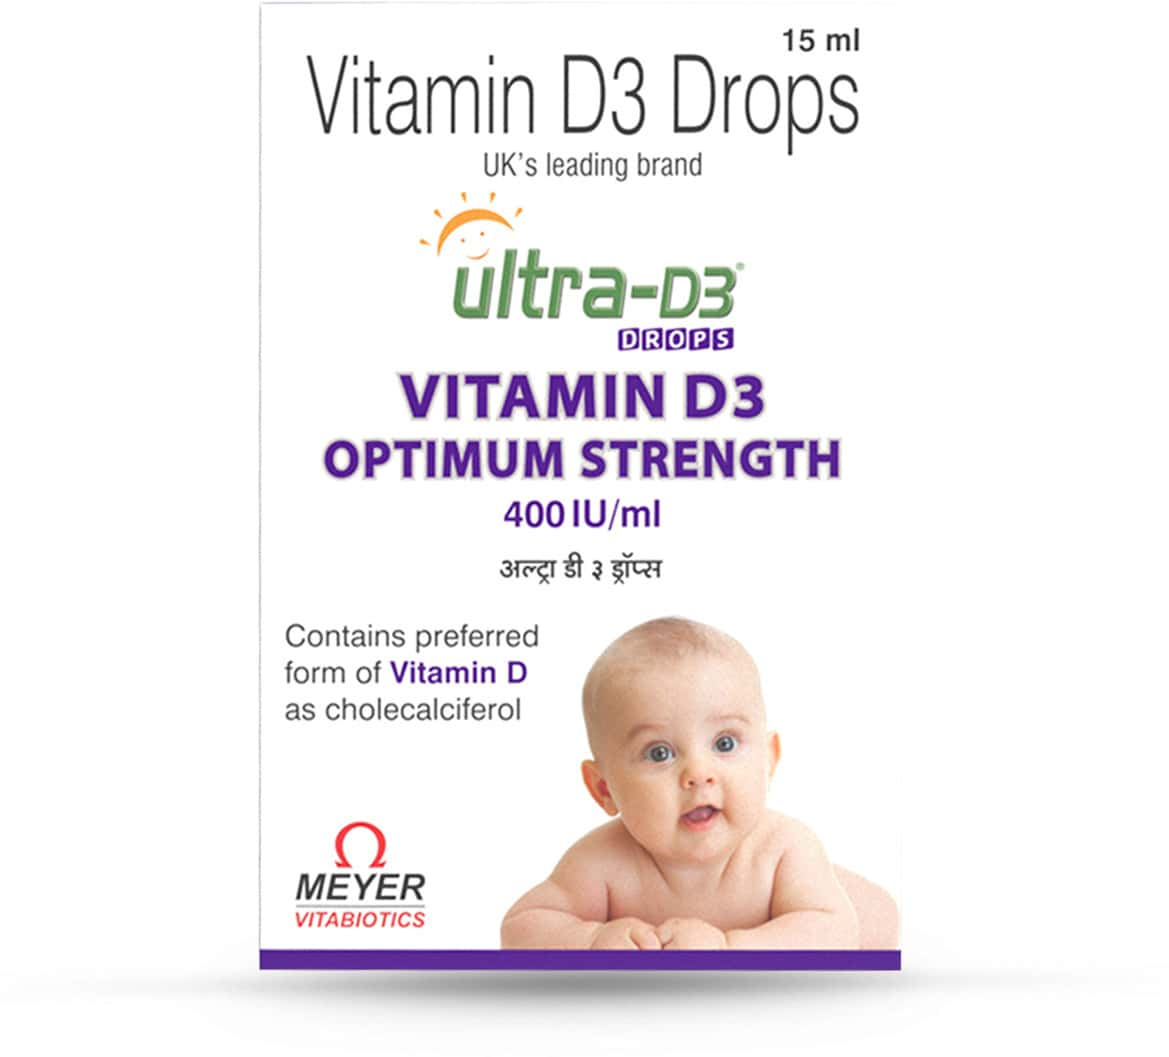 15 ml
Vitamin D3 Drops
UK's leading brand
ultra-D3®
DROPS
VITAMIN D3
OPTIMUM STRENGTH
400 IU/ml
अल्ट्रा डी ३ ड्रॉप्स
Contains preferred
form of Vitamin D
as cholecalciferol
MEYER
VITABIOTICS